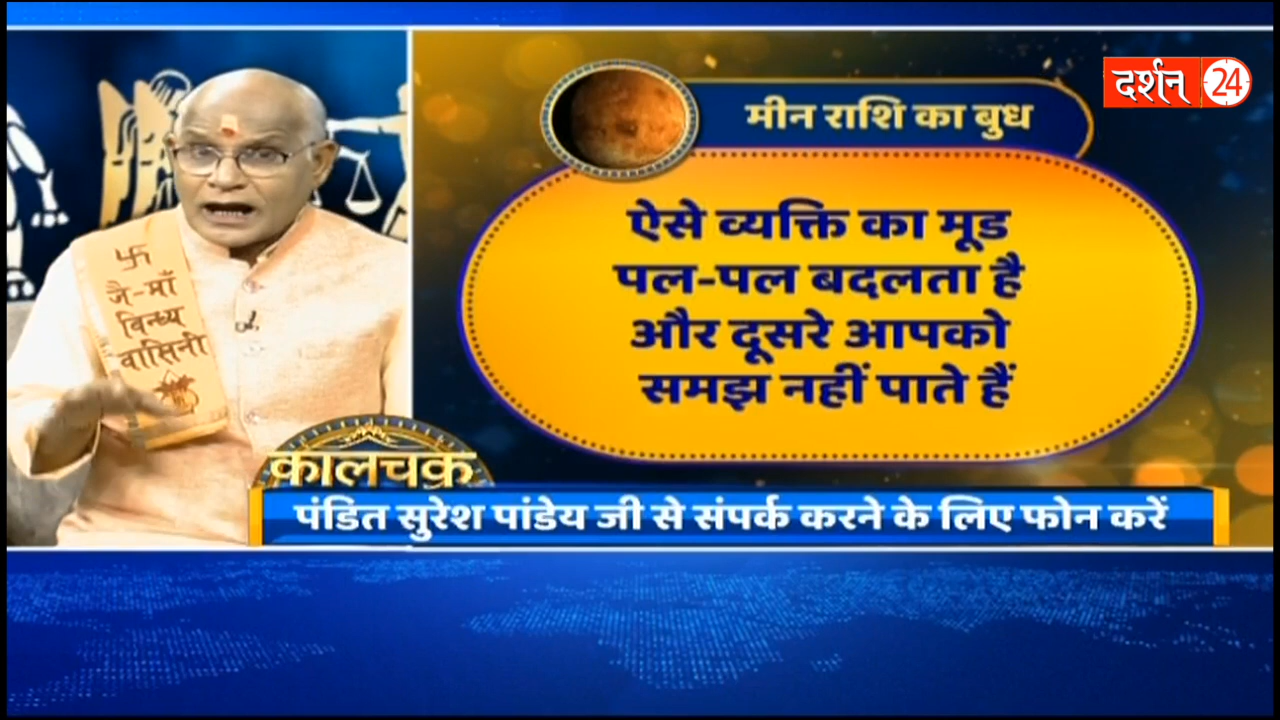 दर्शन 24
मीन राशि का बुध
ऐसे व्यक्ति का मूड
पल-पल बदलता है
और दूसरे आपको
समझ नहीं पाते हैं
जै-माँ
विन्ध्य
वासिनी
कालचक्र
पंडित सुरेश पांडेय जी से संपर्क करने के लिए फोन करें